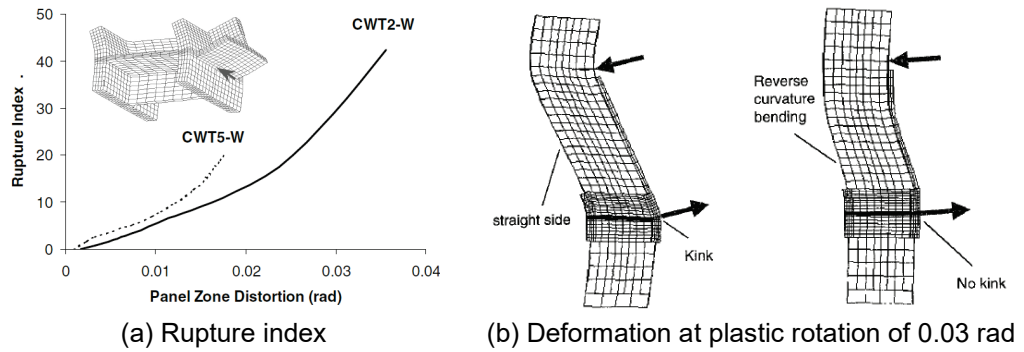 50
40
30
20
10
0
Rupture Index .
CWT2-W
CWT5-W
0
0.01
0.02
0.03
0.04
Panel Zone Distortion (rad)
(a) Rupture index
straight side
Kink
Reverse
curvature
bending
No kink
(b) Deformation at plastic rotation of 0.03 rad